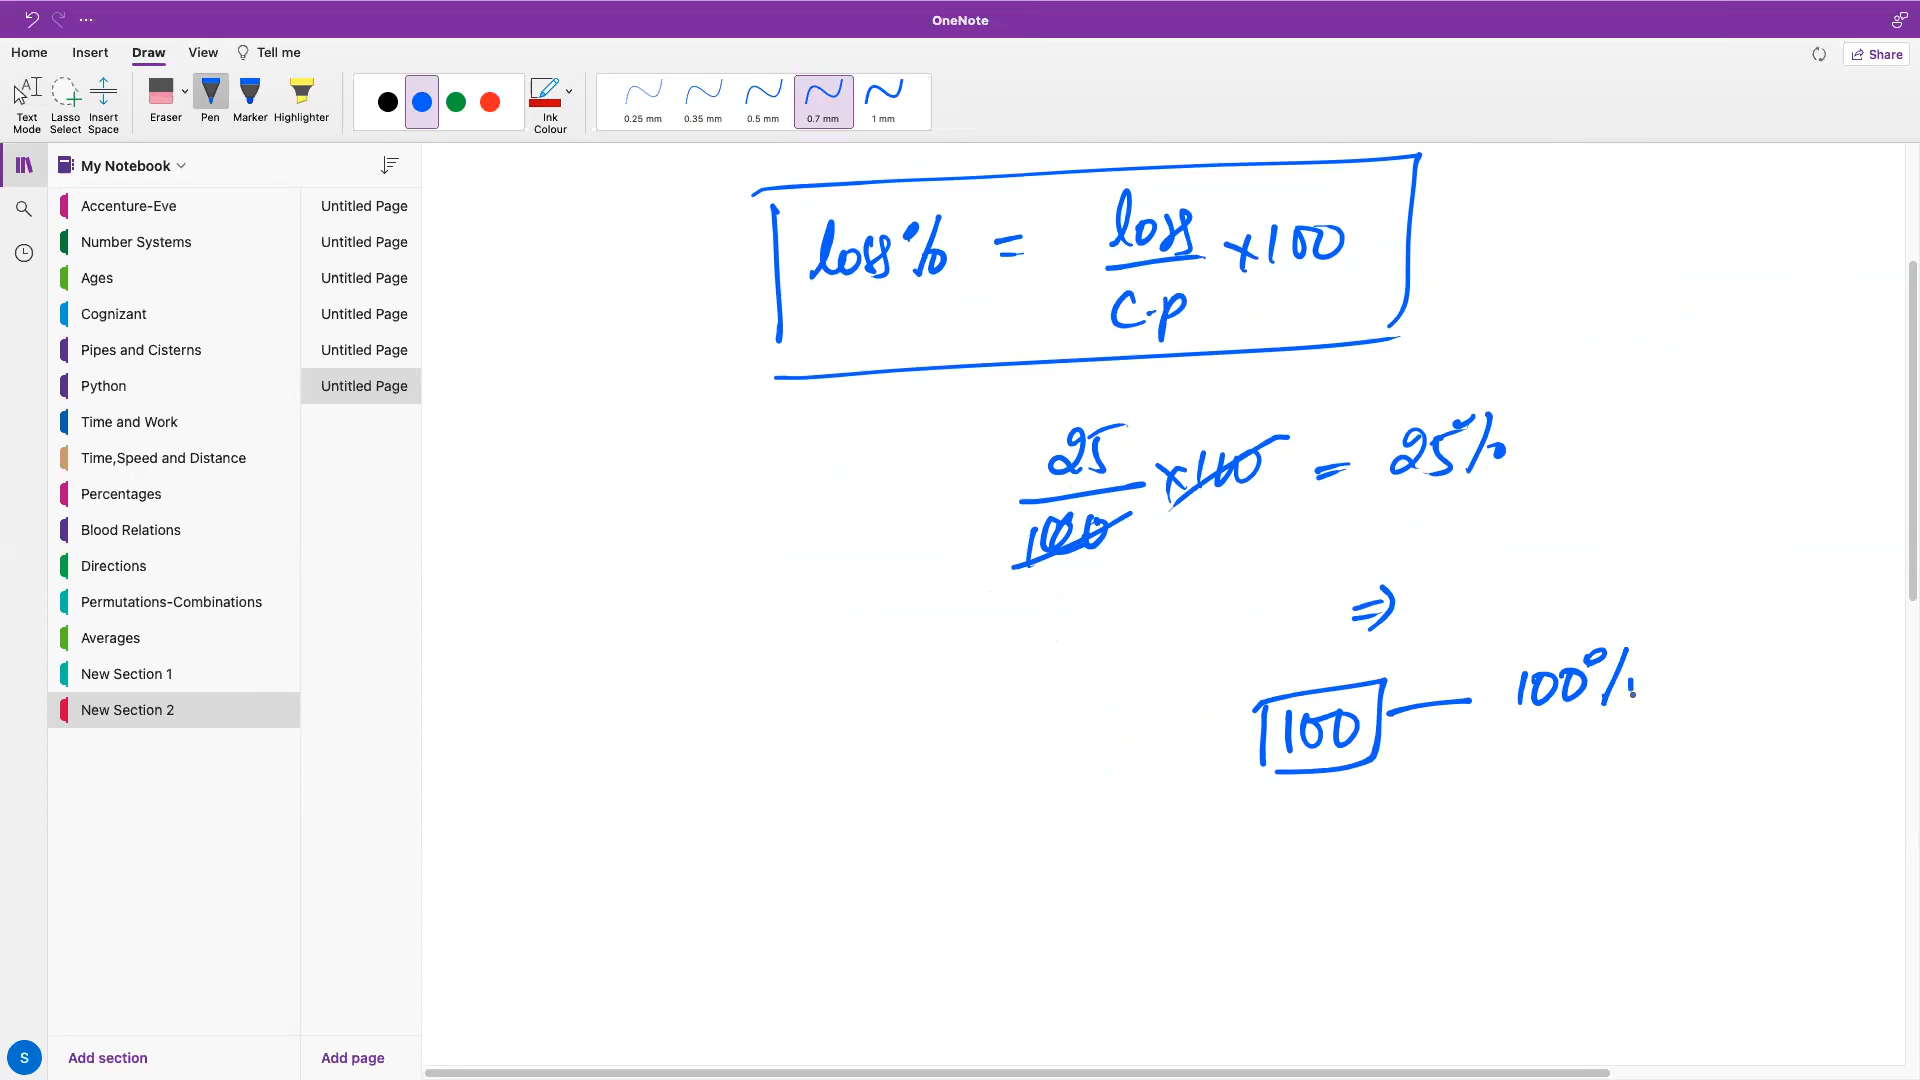 OneNote
Home Insert Draw View Tell me
Share
Text Mode
Lasso Select
Insert Space
Eraser
Pen
Marker
Highlighter
Ink Colour
0.25 mm
0.35 mm
0.5 mm
0.7 mm
1 mm
My Notebook
Accenture-Eve
Number Systems
Ages
Cognizant
Pipes and Cisterns
Python
Time and Work
Time,Speed and Distance
Percentages
Blood Relations
Directions
Permutations-Combinations
Averages
New Section 1
New Section 2
Untitled Page
Untitled Page
Untitled Page
Untitled Page
Untitled Page
Untitled Page
loss% = loss/C.P ×100
25/100 ×100 = 25%
⇒
100 — 100%
S
Add section
Add page